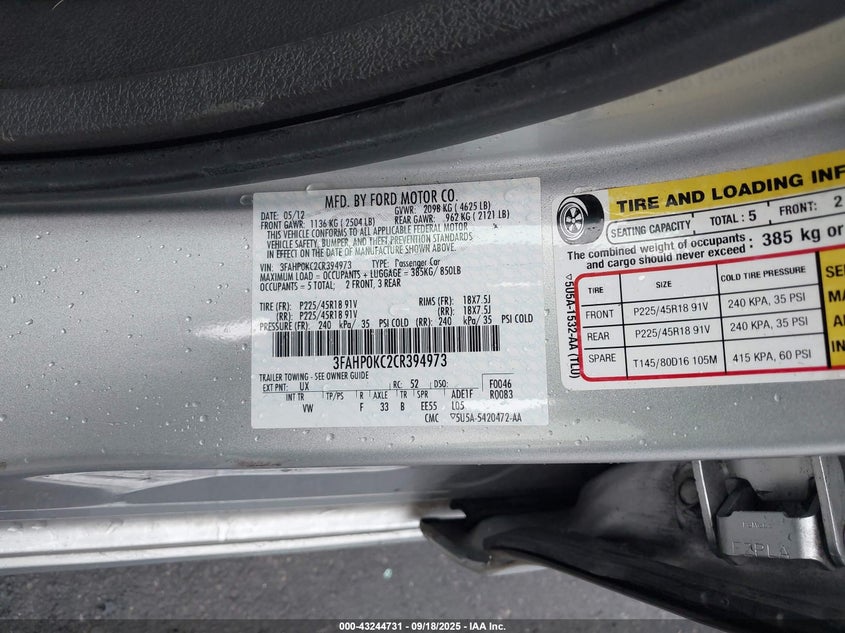 MFD. BY FORD MOTOR CO.
DATE: 05/12 GVWR: 2098 KG ( 4625 LB)
FRONT GAWR: 1136 KG ( 2504 LB) REAR GAWR: 962 KG ( 2121 LB)
THIS VEHICLE CONFORMS TO ALL APPLICABLE FEDERAL MOTOR
VEHICLE SAFETY, BUMPER, AND THEFT PREVENTION STANDARDS
IN EFFECT ON THE DATE OF MANUFACTURE SHOWN ABOVE.
VIN: 3FAHP0KC2CR394973 TYPE: Passenger Car
MAXIMUM LOAD = OCCUPANTS + LUGGAGE = 385KG/ 850LB
OCCUPANTS = 5 TOTAL, 2 FRONT, 3 REAR
TIRE (FR): P225/45R18 91V RIMS (FR): 18X7.5J
(RR): P225/45R18 91V (RR): 18X7.5J
PRESSURE (FR): 240 kPa/ 35 PSI COLD (RR): 240 kPa/ 35 PSI COLD
3FAHP0KC2CR394973
TRAILER TOWING - SEE OWNER GUIDE
EXT PNT: UX RC: 52 DSO: F0046
INT TR TP/PS R AXLE TR SPR ADE1F R0083
VW F 33 B EE55 L05
CMC ▽5U5A-5420472-AA
TIRE AND LOADING INF
SEATING CAPACITY TOTAL : 5 FRONT: 2
The combined weight of occupants
and cargo should never exceed : 385 kg or
TIRE SIZE COLD TIRE PRESSURE
FRONT P225/45R18 91V 240 KPA, 35 PSI
REAR P225/45R18 91V 240 KPA, 35 PSI
SPARE T145/80D16 105M 415 KPA, 60 PSI
▽5U5A-1532-AA (TLU)
SE
MA
A
IN
000-43244731 - 09/18/2025 - IAA Inc.